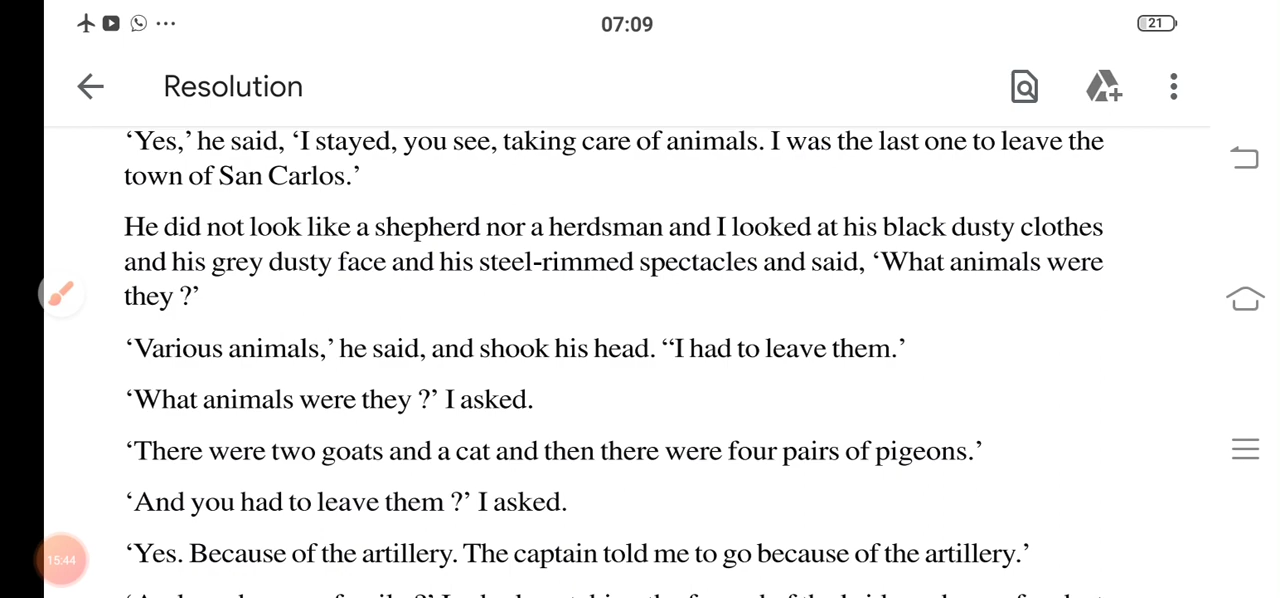 07:09
21
Resolution
‘Yes,’ he said, ‘I stayed, you see, taking care of animals. I was the last one to leave the
town of San Carlos.’
He did not look like a shepherd nor a herdsman and I looked at his black dusty clothes
and his grey dusty face and his steel-rimmed spectacles and said, ‘What animals were
they ?’
‘Various animals,’ he said, and shook his head. “I had to leave them.’
‘What animals were they ?’ I asked.
‘There were two goats and a cat and then there were four pairs of pigeons.’
‘And you had to leave them ?’ I asked.
‘Yes. Because of the artillery. The captain told me to go because of the artillery.’
15:44